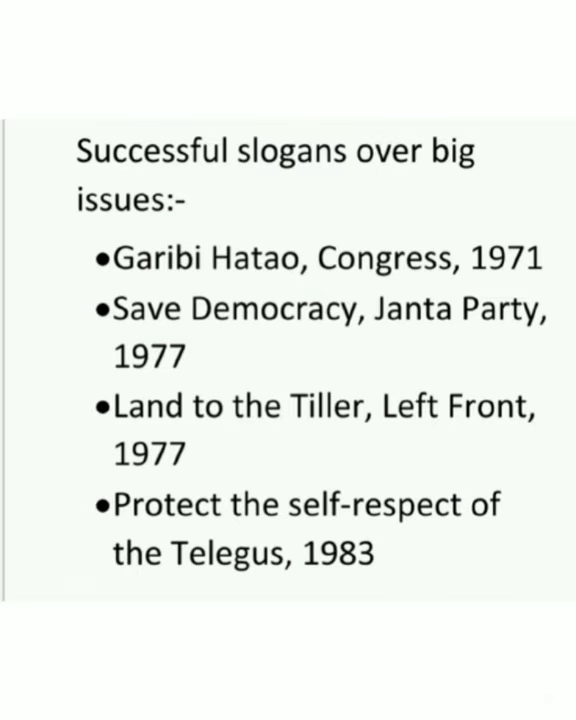 Successful slogans over big
issues:-
•Garibi Hatao, Congress, 1971
•Save Democracy, Janta Party,
1977
•Land to the Tiller, Left Front,
1977
•Protect the self-respect of
the Telegus, 1983